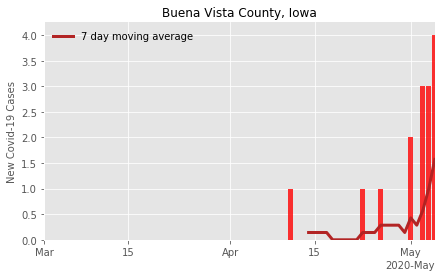 Buena Vista County, Iowa
7 day moving average
New Covid-19 Cases
4.0
3.5
3.0
2.5
2.0
1.5
1.0
0.5
0.0
Mar
15
Apr
15
May
2020-May